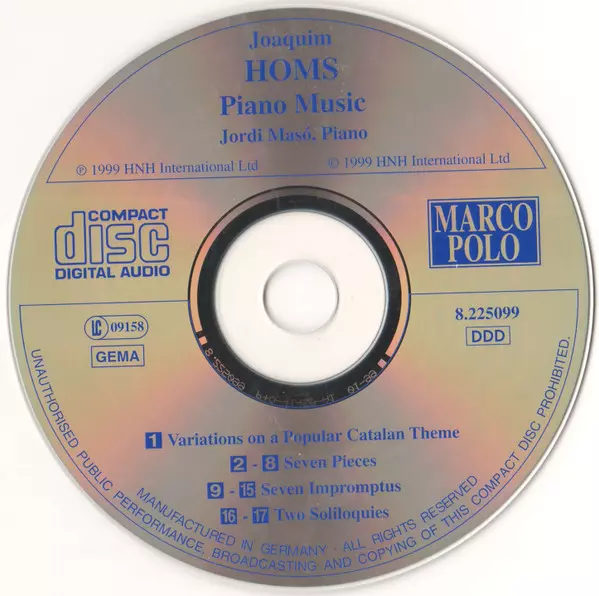 Joaquim
HOMS
Piano Music
Jordi Masó, Piano
℗ 1999 HNH International Ltd
© 1999 HNH International Ltd
COMPACT
disc
DIGITAL AUDIO
MARCO
POLO
LC 09158
GEMA
8.225099
DDD
1 Variations on a Popular Catalan Theme
2 - 8 Seven Pieces
9 - 15 Seven Impromptus
16 - 17 Two Soliloquies
UNAUTHORISED PUBLIC PERFORMANCE, BROADCASTING AND COPYING OF THIS COMPACT DISC PROHIBITED.
MANUFACTURED IN GERMANY · ALL RIGHTS RESERVED